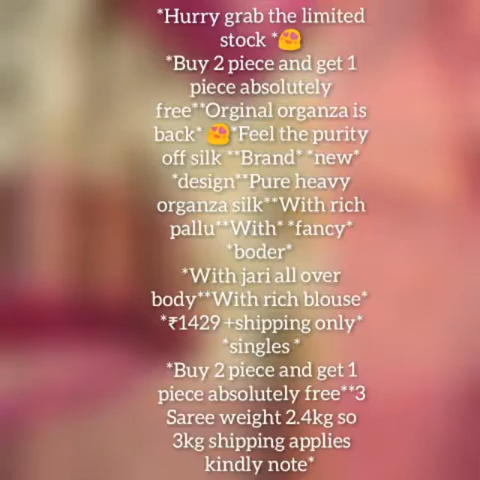 *Hurry grab the limited
stock *😍
*Buy 2 piece and get 1
piece absolutely
free**Orginal organza is
back* 😍*Feel the purity
off silk **Brand* *new*
*design**Pure heavy
organza silk**With rich
pallu**With* *fancy*
*boder*
*With jari all over
body**With rich blouse*
*₹1429 +shipping only*
*singles *
*Buy 2 piece and get 1
piece absolutely free**3
Saree weight 2.4kg so
3kg shipping applies
kindly note*